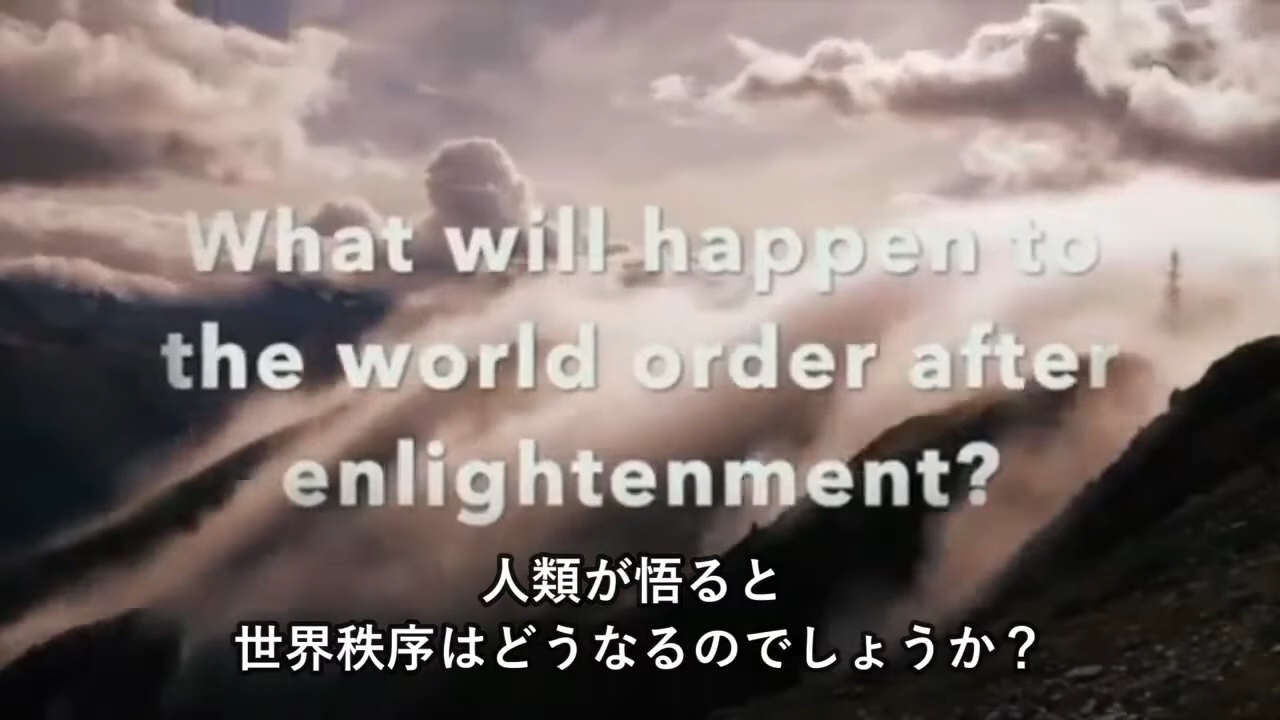 What will happen to
the world order after
enlightenment?
人類が悟ると
世界秩序はどうなるのでしょうか？